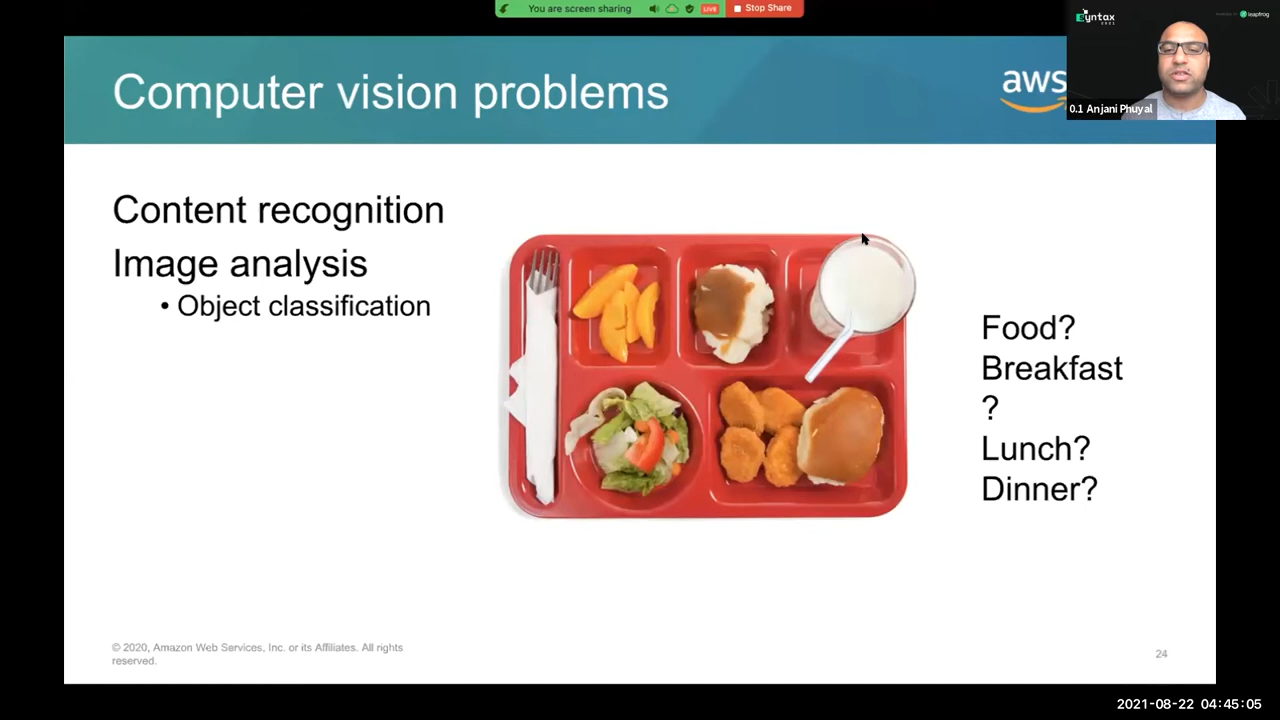 You are screen sharing
LIVE
Stop Share
Syntax
leapfrog
Computer vision problems
aws
0.1 Anjani Phuyal
Content recognition
Image analysis
• Object classification
Food?
Breakfast
?
Lunch?
Dinner?
© 2020, Amazon Web Services, Inc. or its Affiliates. All rights
reserved.
24
2021-08-22 04:45:05